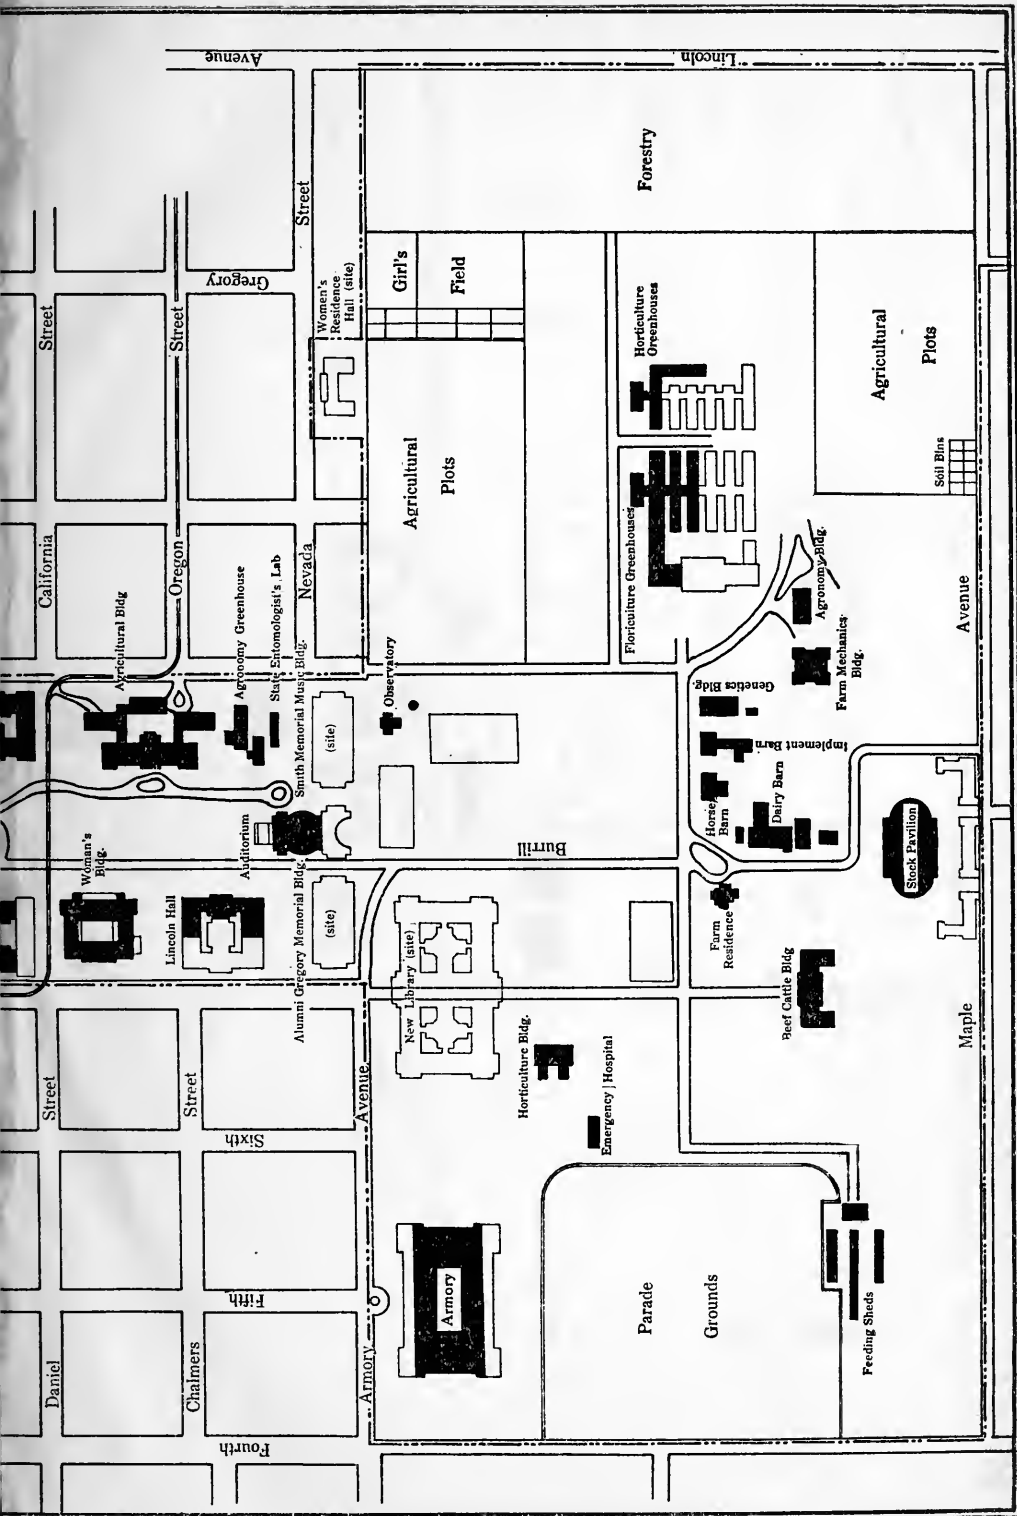 Avenue
Lincoln
Street
Gregory
Street
Street
Women's
Residence
Hall (site)
Girl's
Field
Forestry
Horticulture
Greenhouses
Agricultural
Plots
Agricultural
Plots
Soil Bins
California
Oregon
Nevada
Agricultural Bldg
Agronomy Greenhouse
State Entomologist's Lab
Smith Memorial Music Bldg.
(site)
Observatory
Floriculture Greenhouses
Agronomy Bldg.
Farm Mechanics
Bldg.
Genetics Bldg.
Implement Barn
Horse
Barn
Dairy Barn
Avenue
Stock Pavilion
Woman's
Bldg.
Auditorium
Burrill
Lincoln Hall
Alumni Gregory Memorial Bldg.
(site)
New Library (site)
Farm
Residence
Beef Cattle Bldg
Maple
Horticulture Bldg.
Emergency Hospital
Street
Street
Avenue
Sixth
Fifth
Armory
Parade
Grounds
Feeding Sheds
Daniel
Chalmers
Armory
Fourth